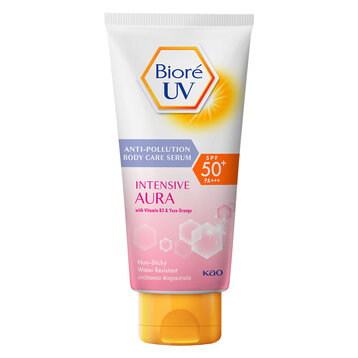 Bioré
UV
ANTI-POLLUTION
BODY CARE SERUM
SPF
50+
PA+++
INTENSIVE
AURA
with Vitamin B3 & Yuzu Orange
Non-Sticky
Water Resistant
Kao